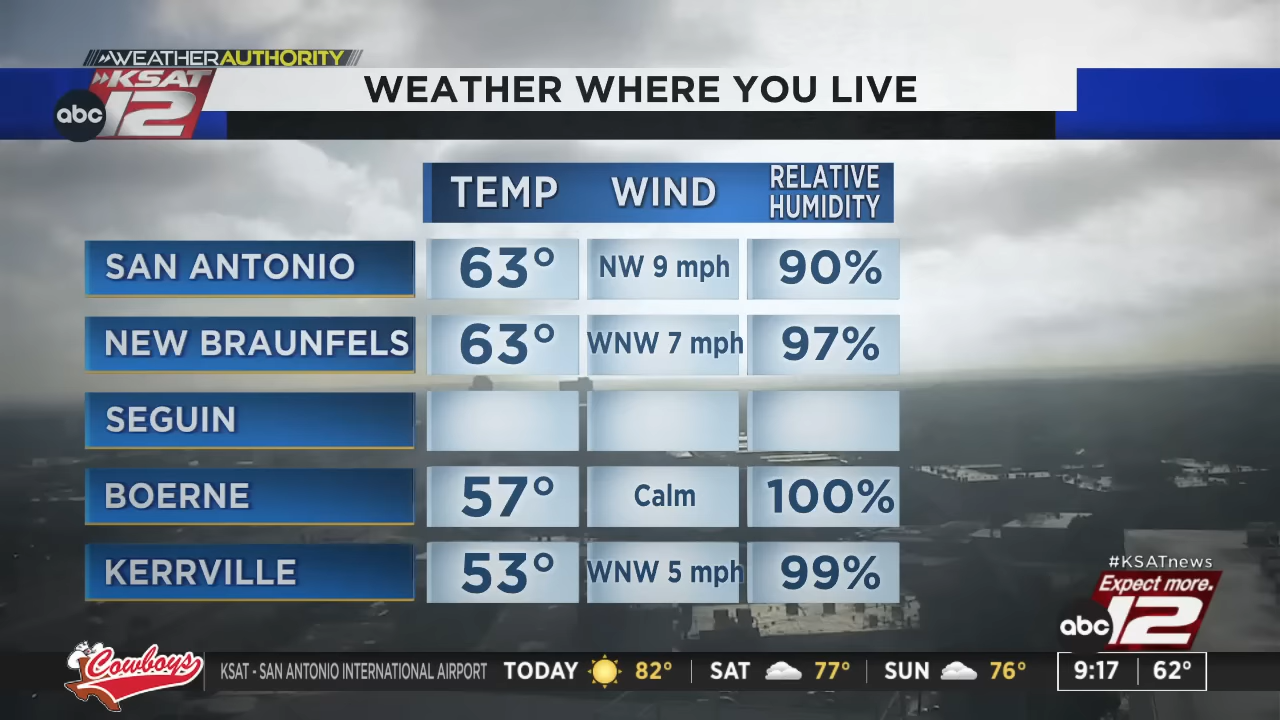 WEATHERAUTHORITY
KSAT
abc 12
WEATHER WHERE YOU LIVE
TEMP WIND RELATIVE HUMIDITY
SAN ANTONIO 63° NW 9 mph 90%
NEW BRAUNFELS 63° WNW 7 mph 97%
SEGUIN
BOERNE 57° Calm 100%
KERRVILLE 53° WNW 5 mph 99%
#KSATnews
Expect more.
abc 12
Cowboys KSAT - SAN ANTONIO INTERNATIONAL AIRPORT TODAY 82° SAT 77° SUN 76° 9:17 62°